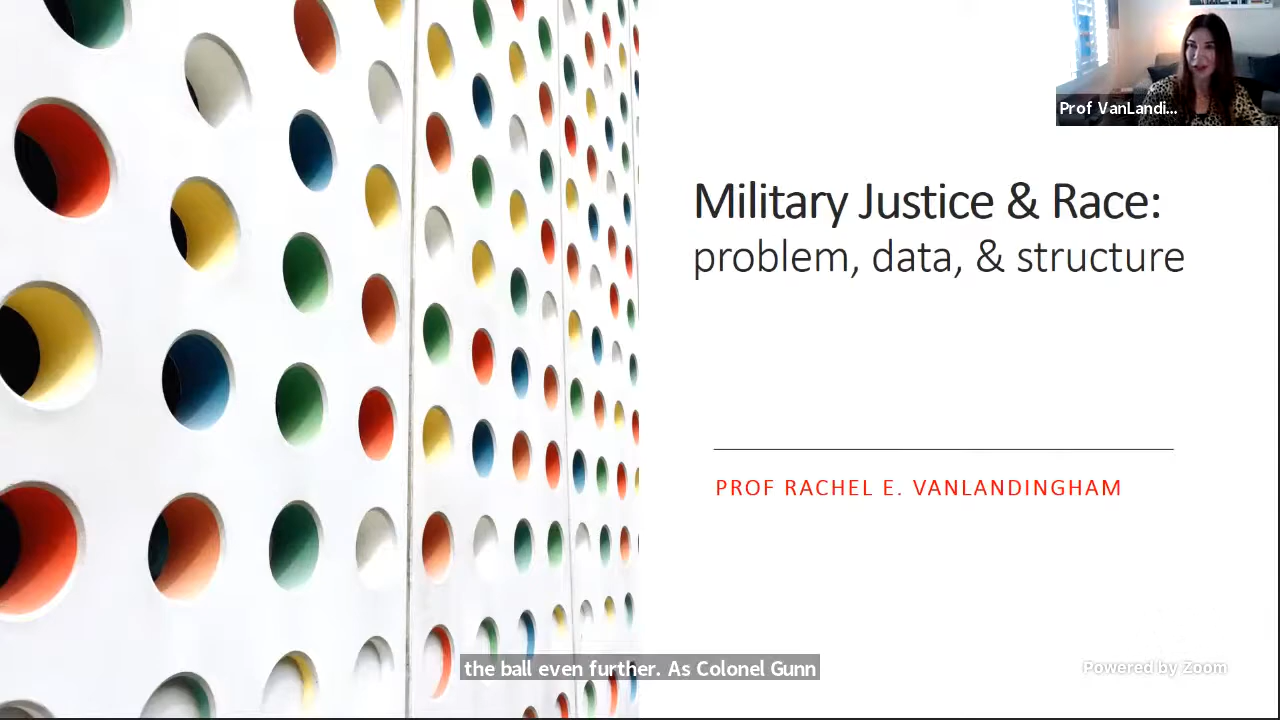 Prof VanLandi...
Military Justice & Race:
problem, data, & structure
PROF RACHEL E. VANLANDINGHAM
the ball even further. As Colonel Gunn
Powered by Zoom